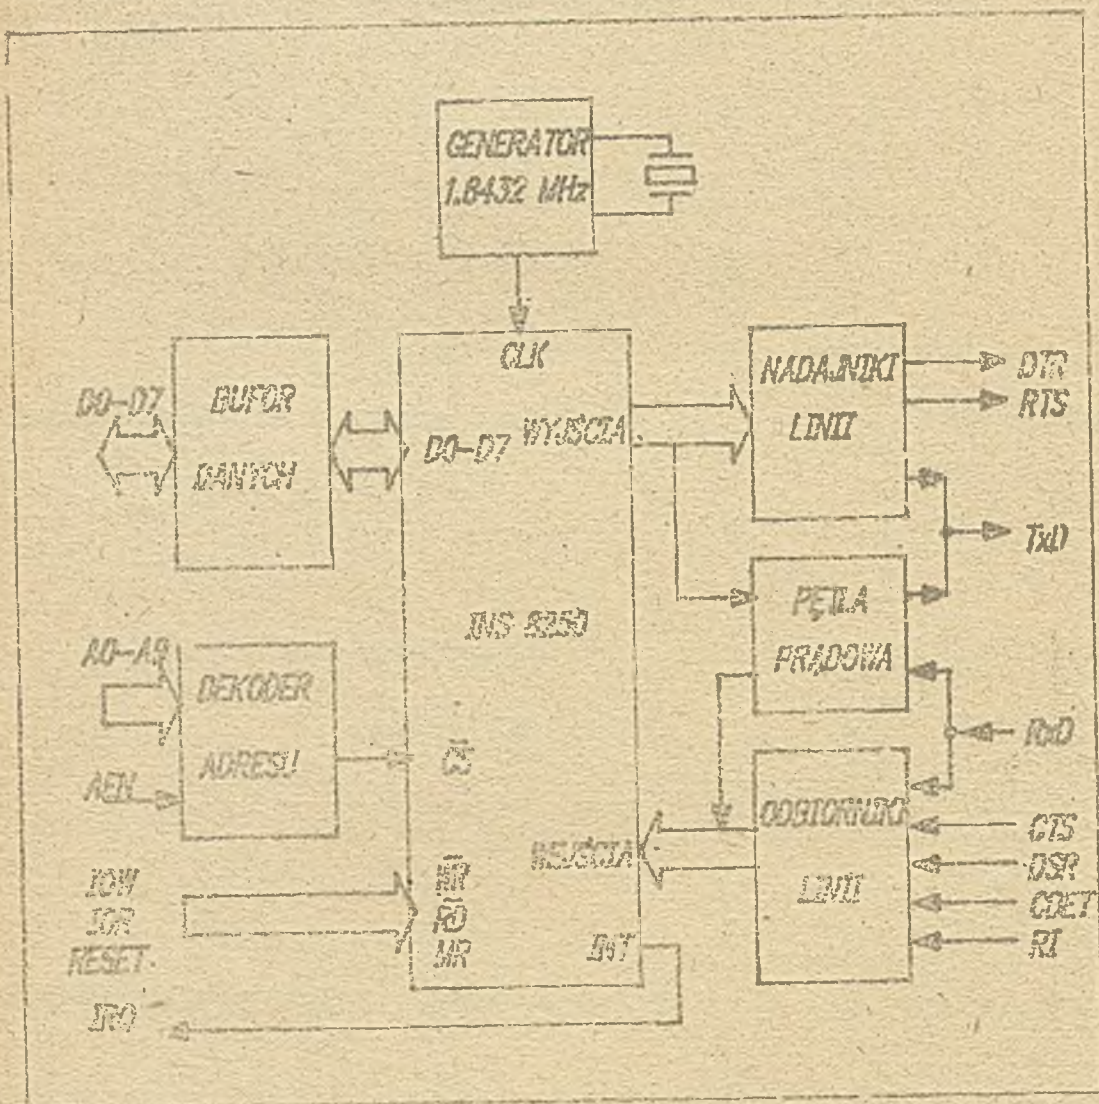 GENERATOR
1.8432 MHz
CLK
D0-D7
BUFOR
DANYCH
D0-D7
WYJŚCIA
NADAJNIKI
LINII
DTR
RTS
TxD
INS 8250
PĘTLA
PRĄDOWA
A0-A9
DEKODER
ADRESU
AEN
CS
RxD
ODBIORNIKI
LINII
CTS
DSR
CDET
RI
WEJŚCIA
IOW
IOR
RESET
WR
RD
MR
INT
IRQ